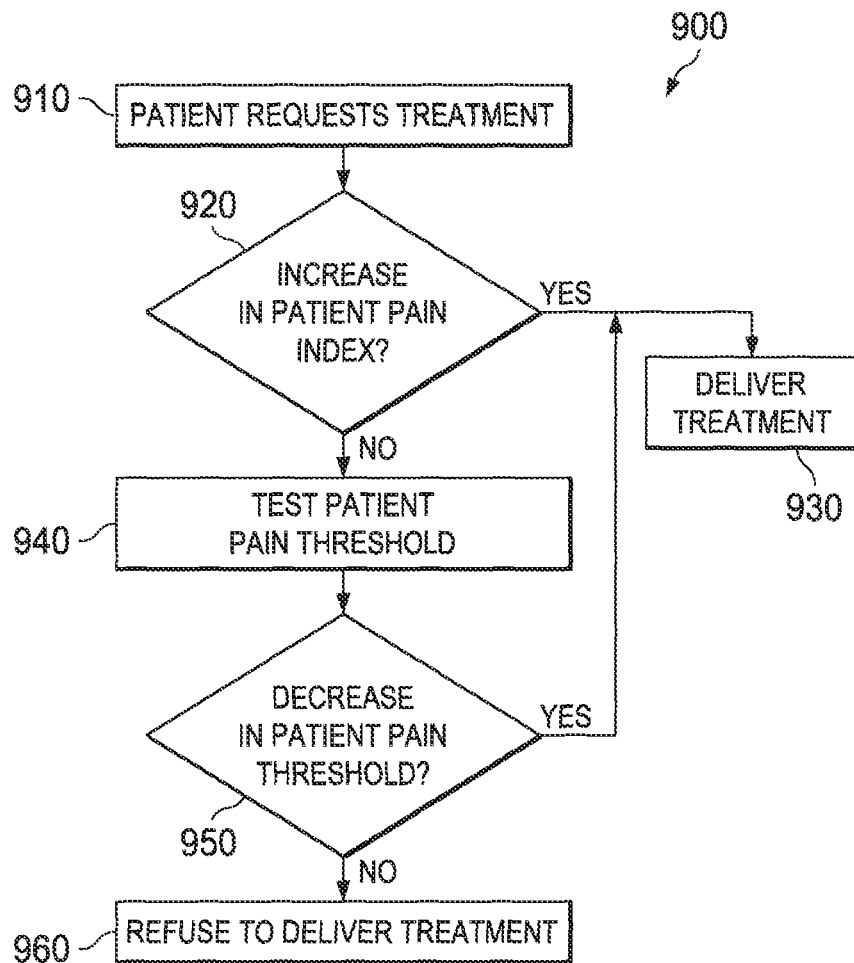 900
910
PATIENT REQUESTS TREATMENT
920
INCREASE
IN PATIENT PAIN
INDEX?
YES
DELIVER
TREATMENT
930
NO
940
TEST PATIENT
PAIN THRESHOLD
DECREASE
IN PATIENT PAIN
THRESHOLD?
YES
950
NO
960
REFUSE TO DELIVER TREATMENT